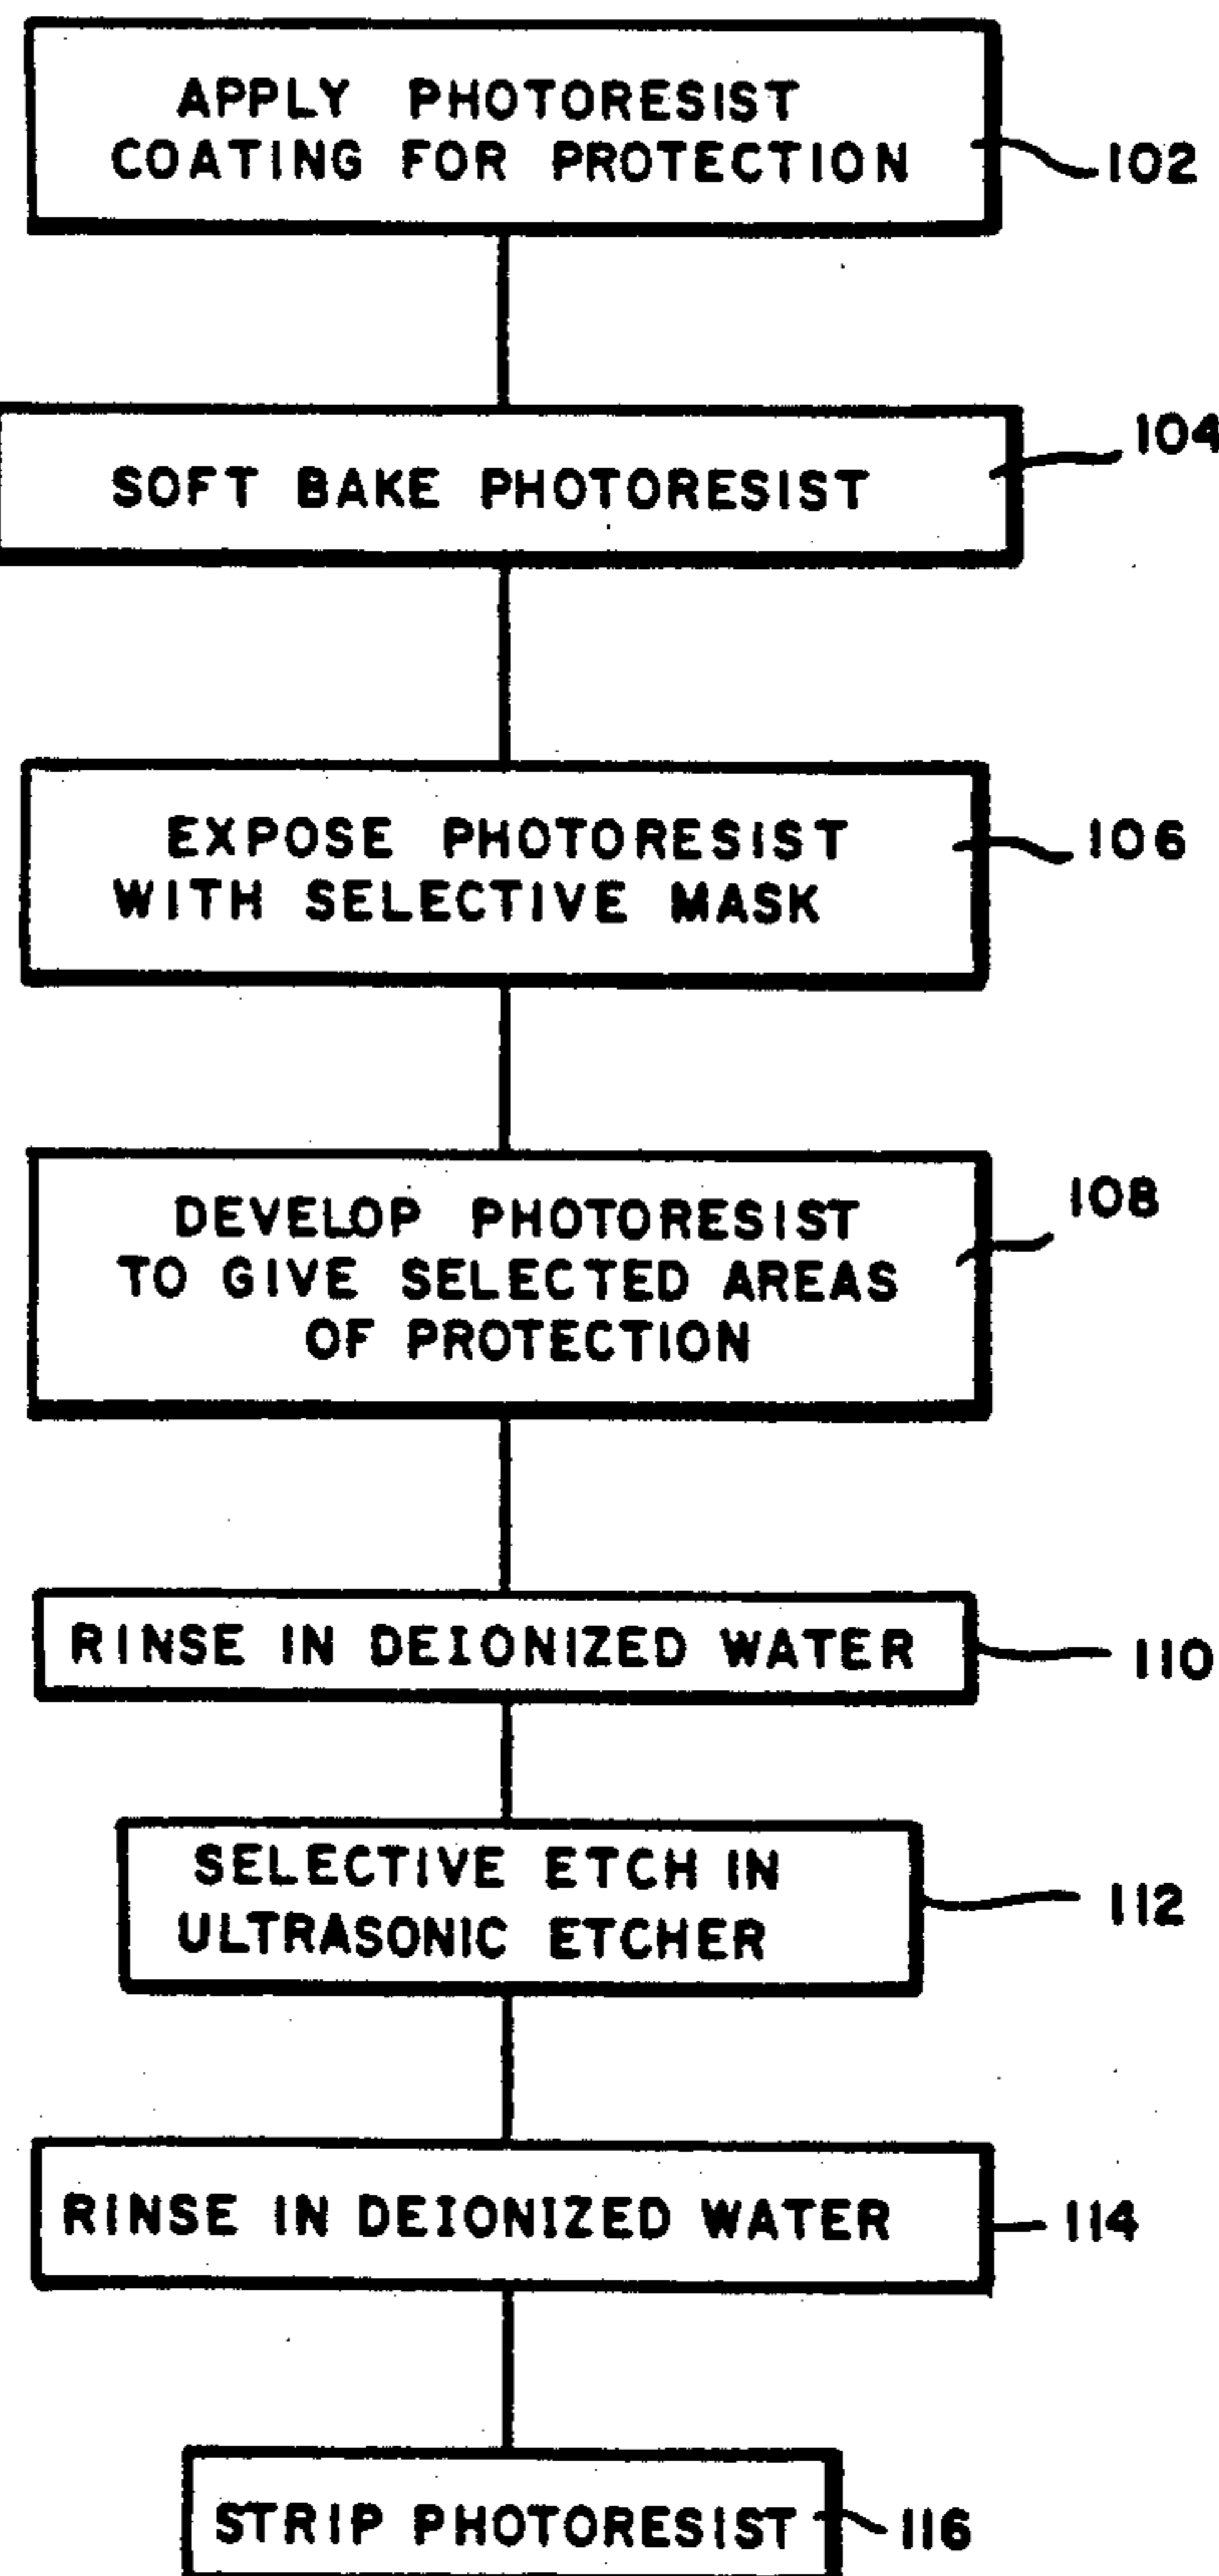 APPLY PHOTORESIST
COATING FOR PROTECTION
102
SOFT BAKE PHOTORESIST
104
EXPOSE PHOTORESIST
WITH SELECTIVE MASK
106
DEVELOP PHOTORESIST
TO GIVE SELECTED AREAS
OF PROTECTION
108
RINSE IN DEIONIZED WATER
110
SELECTIVE ETCH IN
ULTRASONIC ETCHER
112
RINSE IN DEIONIZED WATER
114
STRIP PHOTORESIST
116